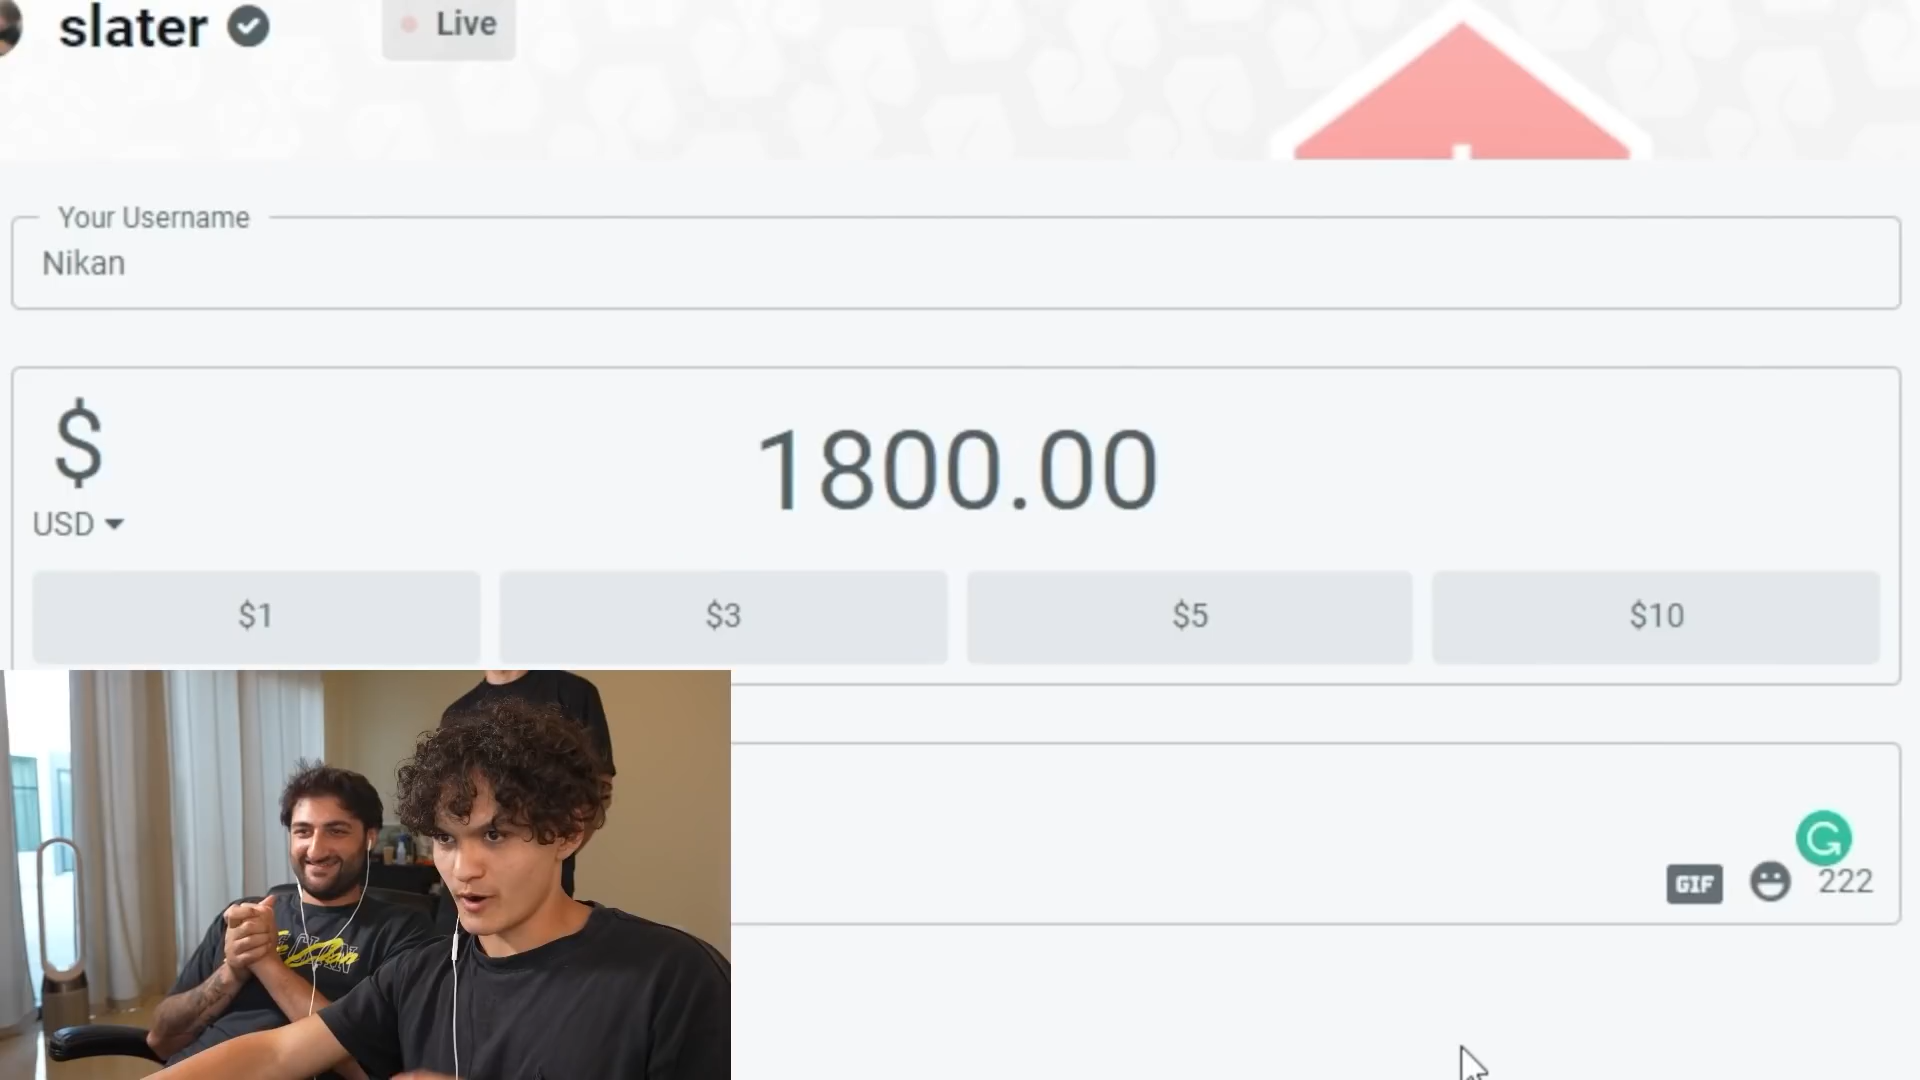 slater
Live
Your Username
Nikan
$
1800.00
USD
$1
$3
$5
$10
GIF
222